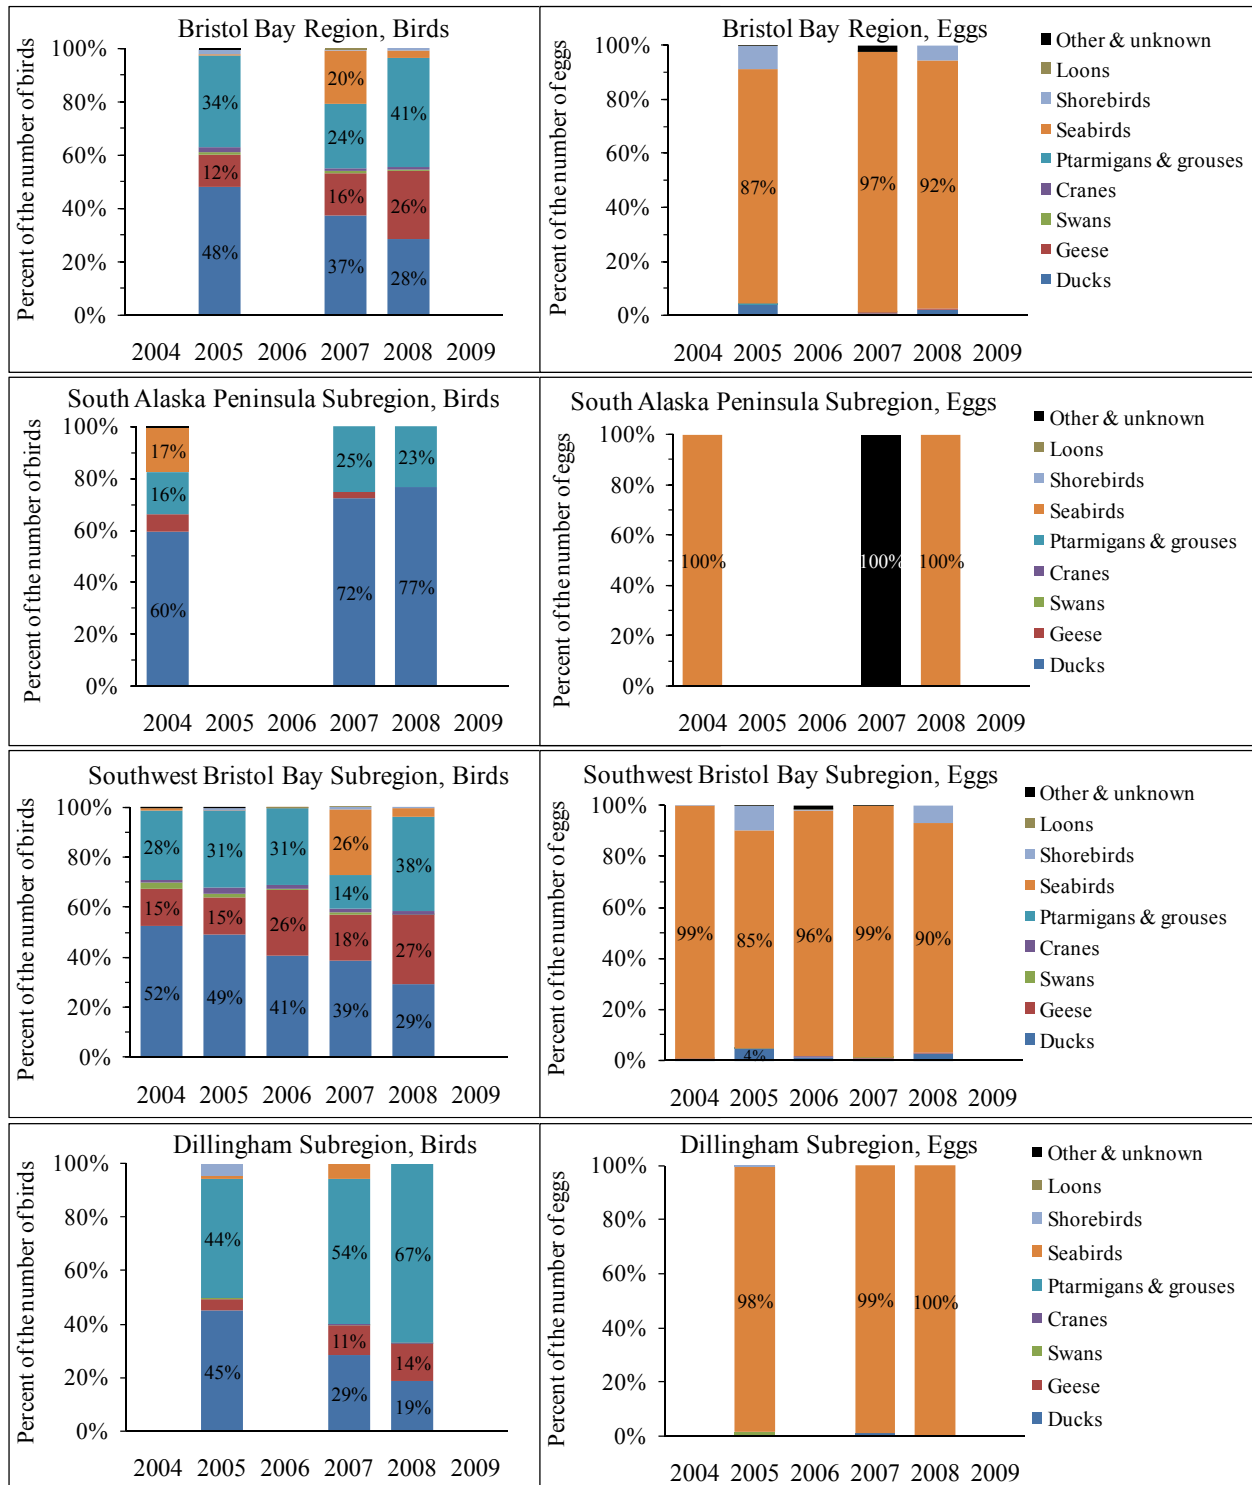 Bristol Bay Region, Birds
Percent of the number of birds
100%
80%
60%
40%
20%
0%
34%
12%
48%
20%
24%
16%
37%
41%
26%
28%
2004 2005 2006 2007 2008 2009
Bristol Bay Region, Eggs
Percent of the number of eggs
100%
80%
60%
40%
20%
0%
87%
97%
92%
2004 2005 2006 2007 2008 2009
Other & unknown
Loons
Shorebirds
Seabirds
Ptarmigans & grouses
Cranes
Swans
Geese
Ducks
South Alaska Peninsula Subregion, Birds
Percent of the number of birds
100%
80%
60%
40%
20%
0%
17%
16%
60%
25%
72%
23%
77%
2004 2005 2006 2007 2008 2009
South Alaska Peninsula Subregion, Eggs
Percent of the number of eggs
100%
80%
60%
40%
20%
0%
100%
100%
100%
2004 2005 2006 2007 2008 2009
Other & unknown
Loons
Shorebirds
Seabirds
Ptarmigans & grouses
Cranes
Swans
Geese
Ducks
Southwest Bristol Bay Subregion, Birds
Percent of the number of birds
100%
80%
60%
40%
20%
0%
28%
15%
52%
31%
15%
49%
31%
26%
41%
26%
14%
18%
39%
38%
27%
29%
2004 2005 2006 2007 2008 2009
Southwest Bristol Bay Subregion, Eggs
Percent of the number of eggs
100%
80%
60%
40%
20%
0%
99%
85%
4%
96%
99%
90%
2004 2005 2006 2007 2008 2009
Other & unknown
Loons
Shorebirds
Seabirds
Ptarmigans & grouses
Cranes
Swans
Geese
Ducks
Dillingham Subregion, Birds
Percent of the number of birds
100%
80%
60%
40%
20%
0%
44%
45%
54%
11%
29%
67%
14%
19%
2004 2005 2006 2007 2008 2009
Dillingham Subregion, Eggs
Percent of the number of eggs
100%
80%
60%
40%
20%
0%
98%
99%
100%
2004 2005 2006 2007 2008 2009
Other & unknown
Loons
Shorebirds
Seabirds
Ptarmigans & grouses
Cranes
Swans
Geese
Ducks